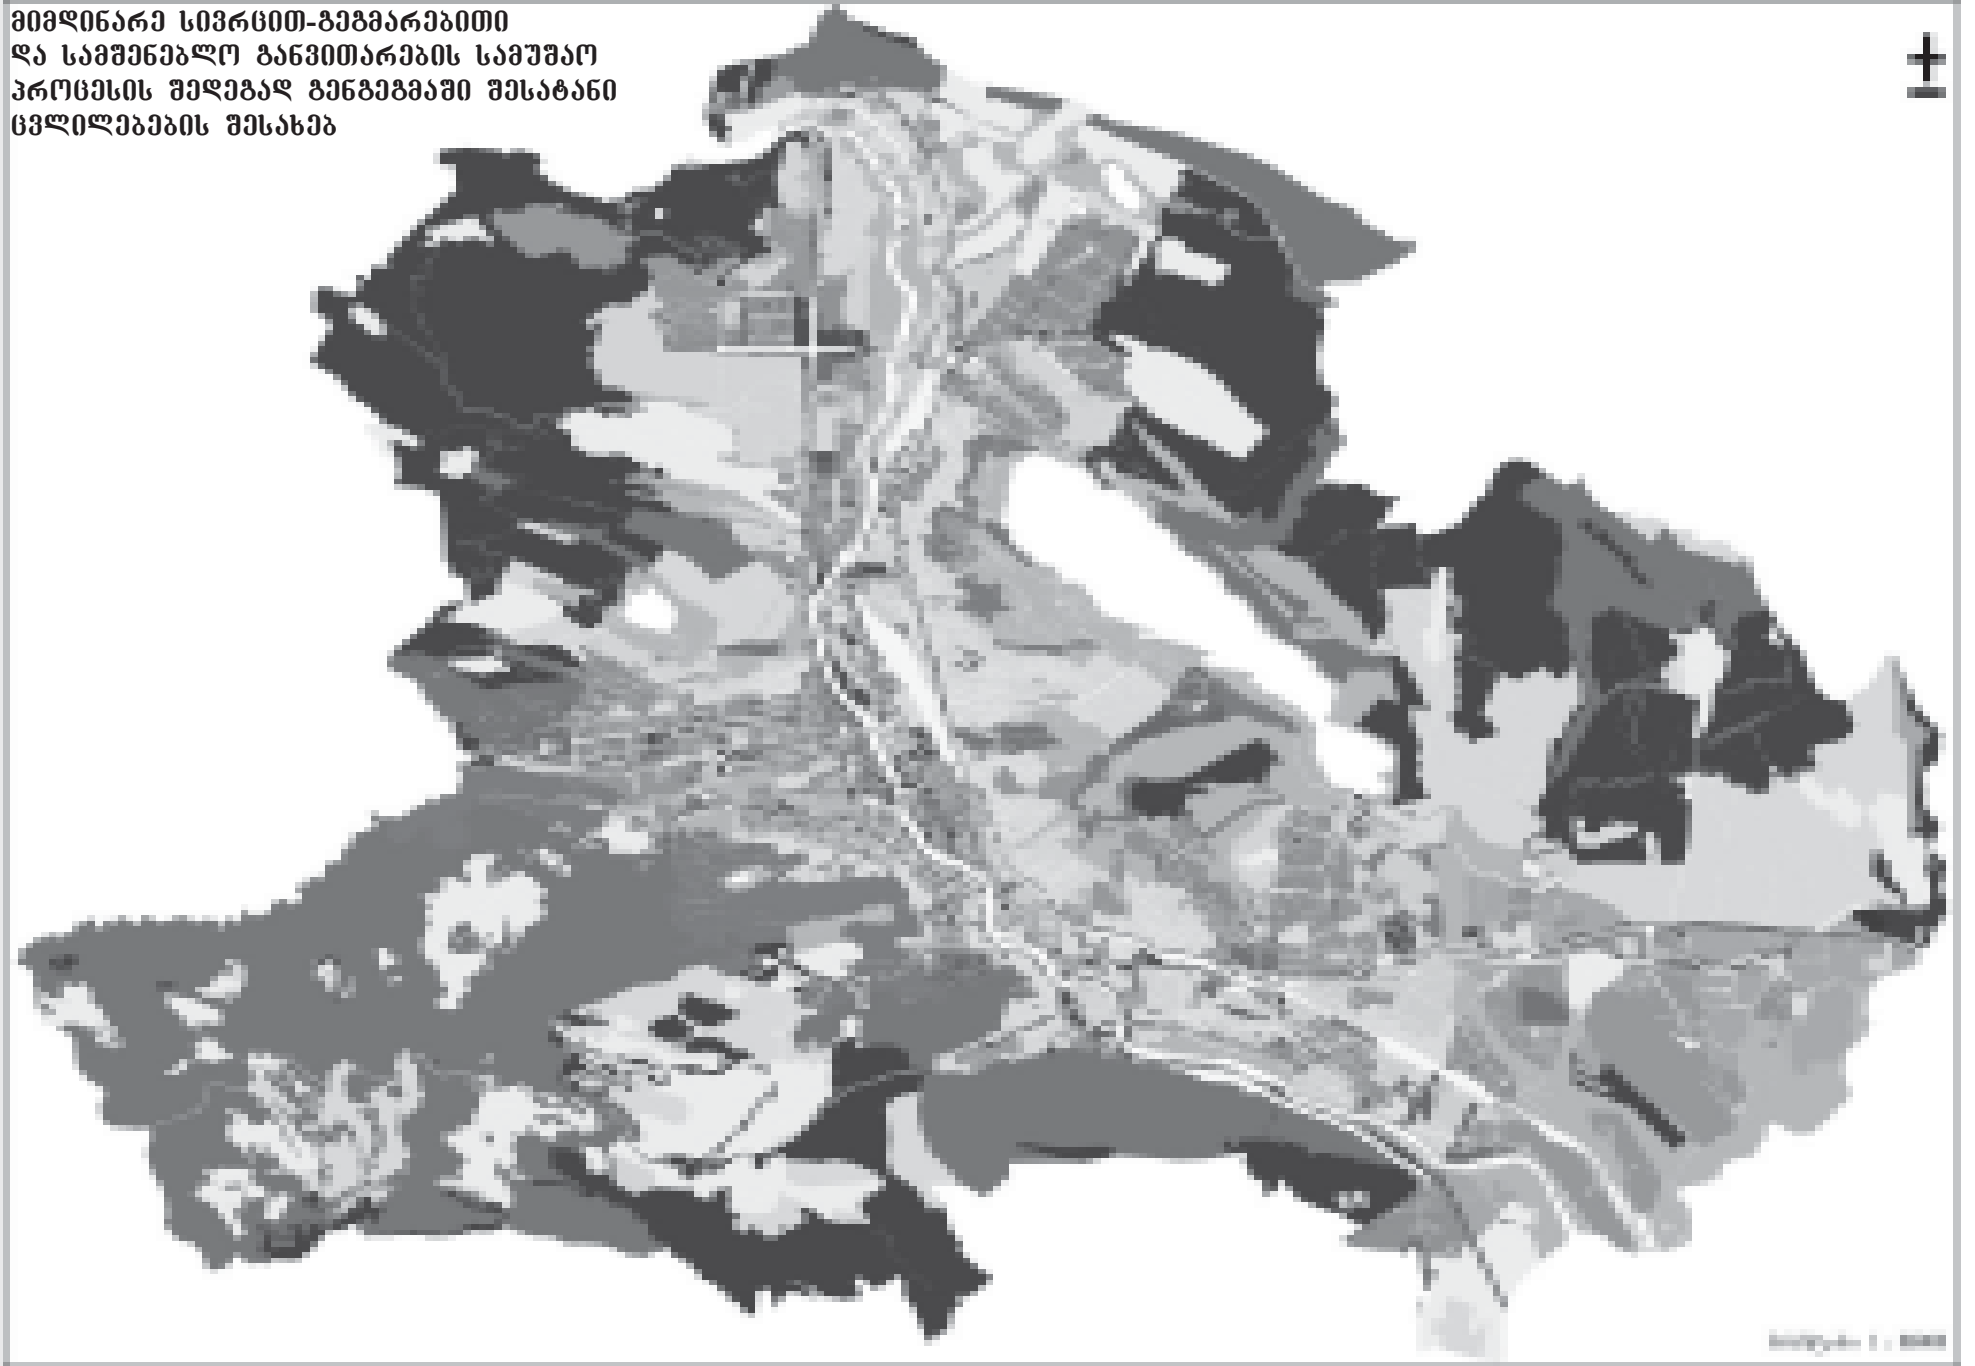 მიმდინარე სივრცით-გეგმარებითი
და სამშენებლო განვითარების სამუშაო
პროცესის შედეგად გენგეგმაში შესატანი
ცვლილებების შესახებ